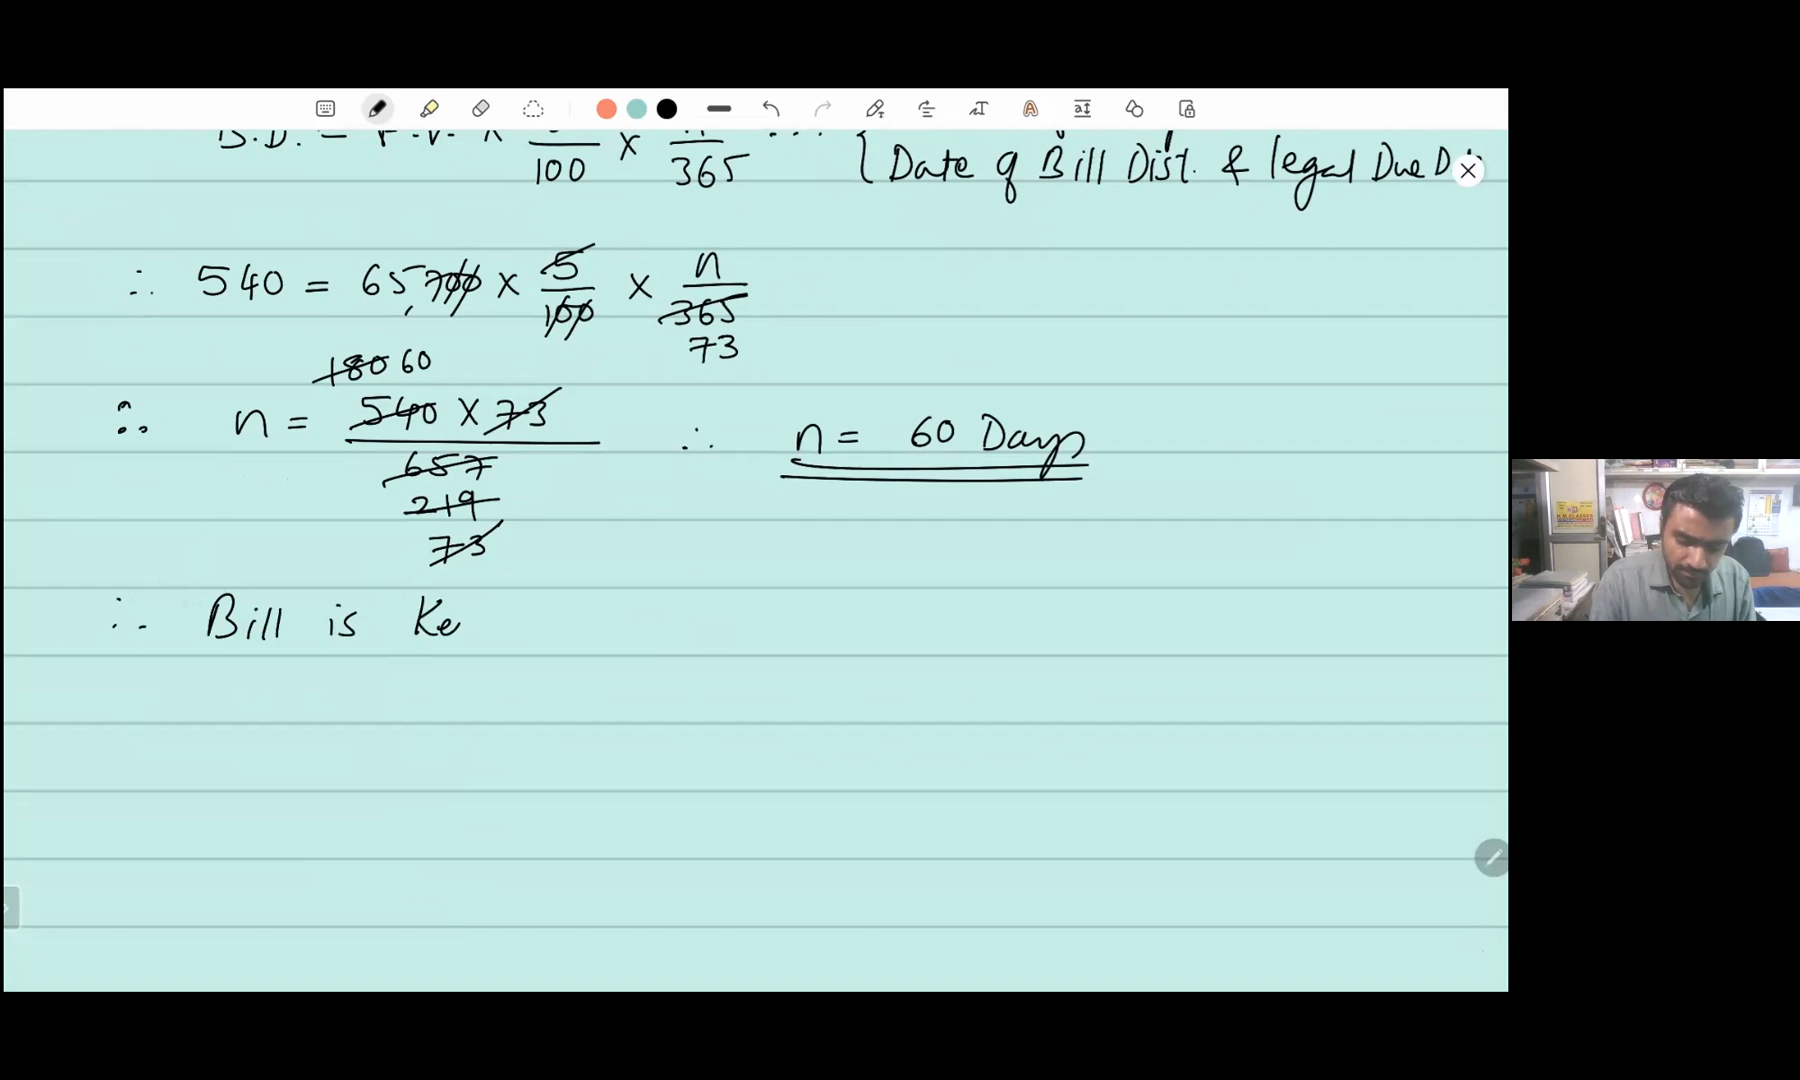 B.D. = F.V. × /100 × /365 ... { Date of Bill Dist. & legal Due D
∴ 540 = 65,700 × 5/100 × n/365
73
180 60
∴ n = 540 × 73 / 657 ∴ n = 60 Days
219
73
∴ Bill is Ke